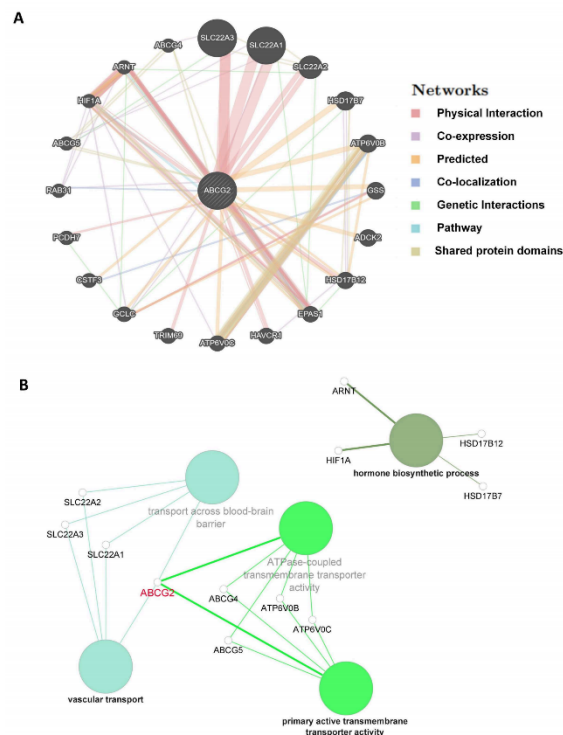 A
SLC22A3
SLC22A1
ABCG4
SLC22A2
ARNT
HIF1A
HSD17B7
ATP6V0B
ABCG5
RAB31
ABCG2
GSS
PCDH7
ADCK2
CSTF3
HSD17B12
GCLC
EPAS1
TRIM69
HAVCR1
ATP6V0C
Networks
Physical Interaction
Co-expression
Predicted
Co-localization
Genetic Interactions
Pathway
Shared protein domains
B
ARNT
HSD17B12
HIF1A
hormone biosynthetic process
HSD17B7
SLC22A2
transport across blood-brain
barrier
SLC22A3
SLC22A1
ATPase-coupled
transmembrane transporter
activity
ABCG2
ABCG4
ATP6V0B
ATP6V0C
ABCG5
vascular transport
primary active transmembrane
transporter activity